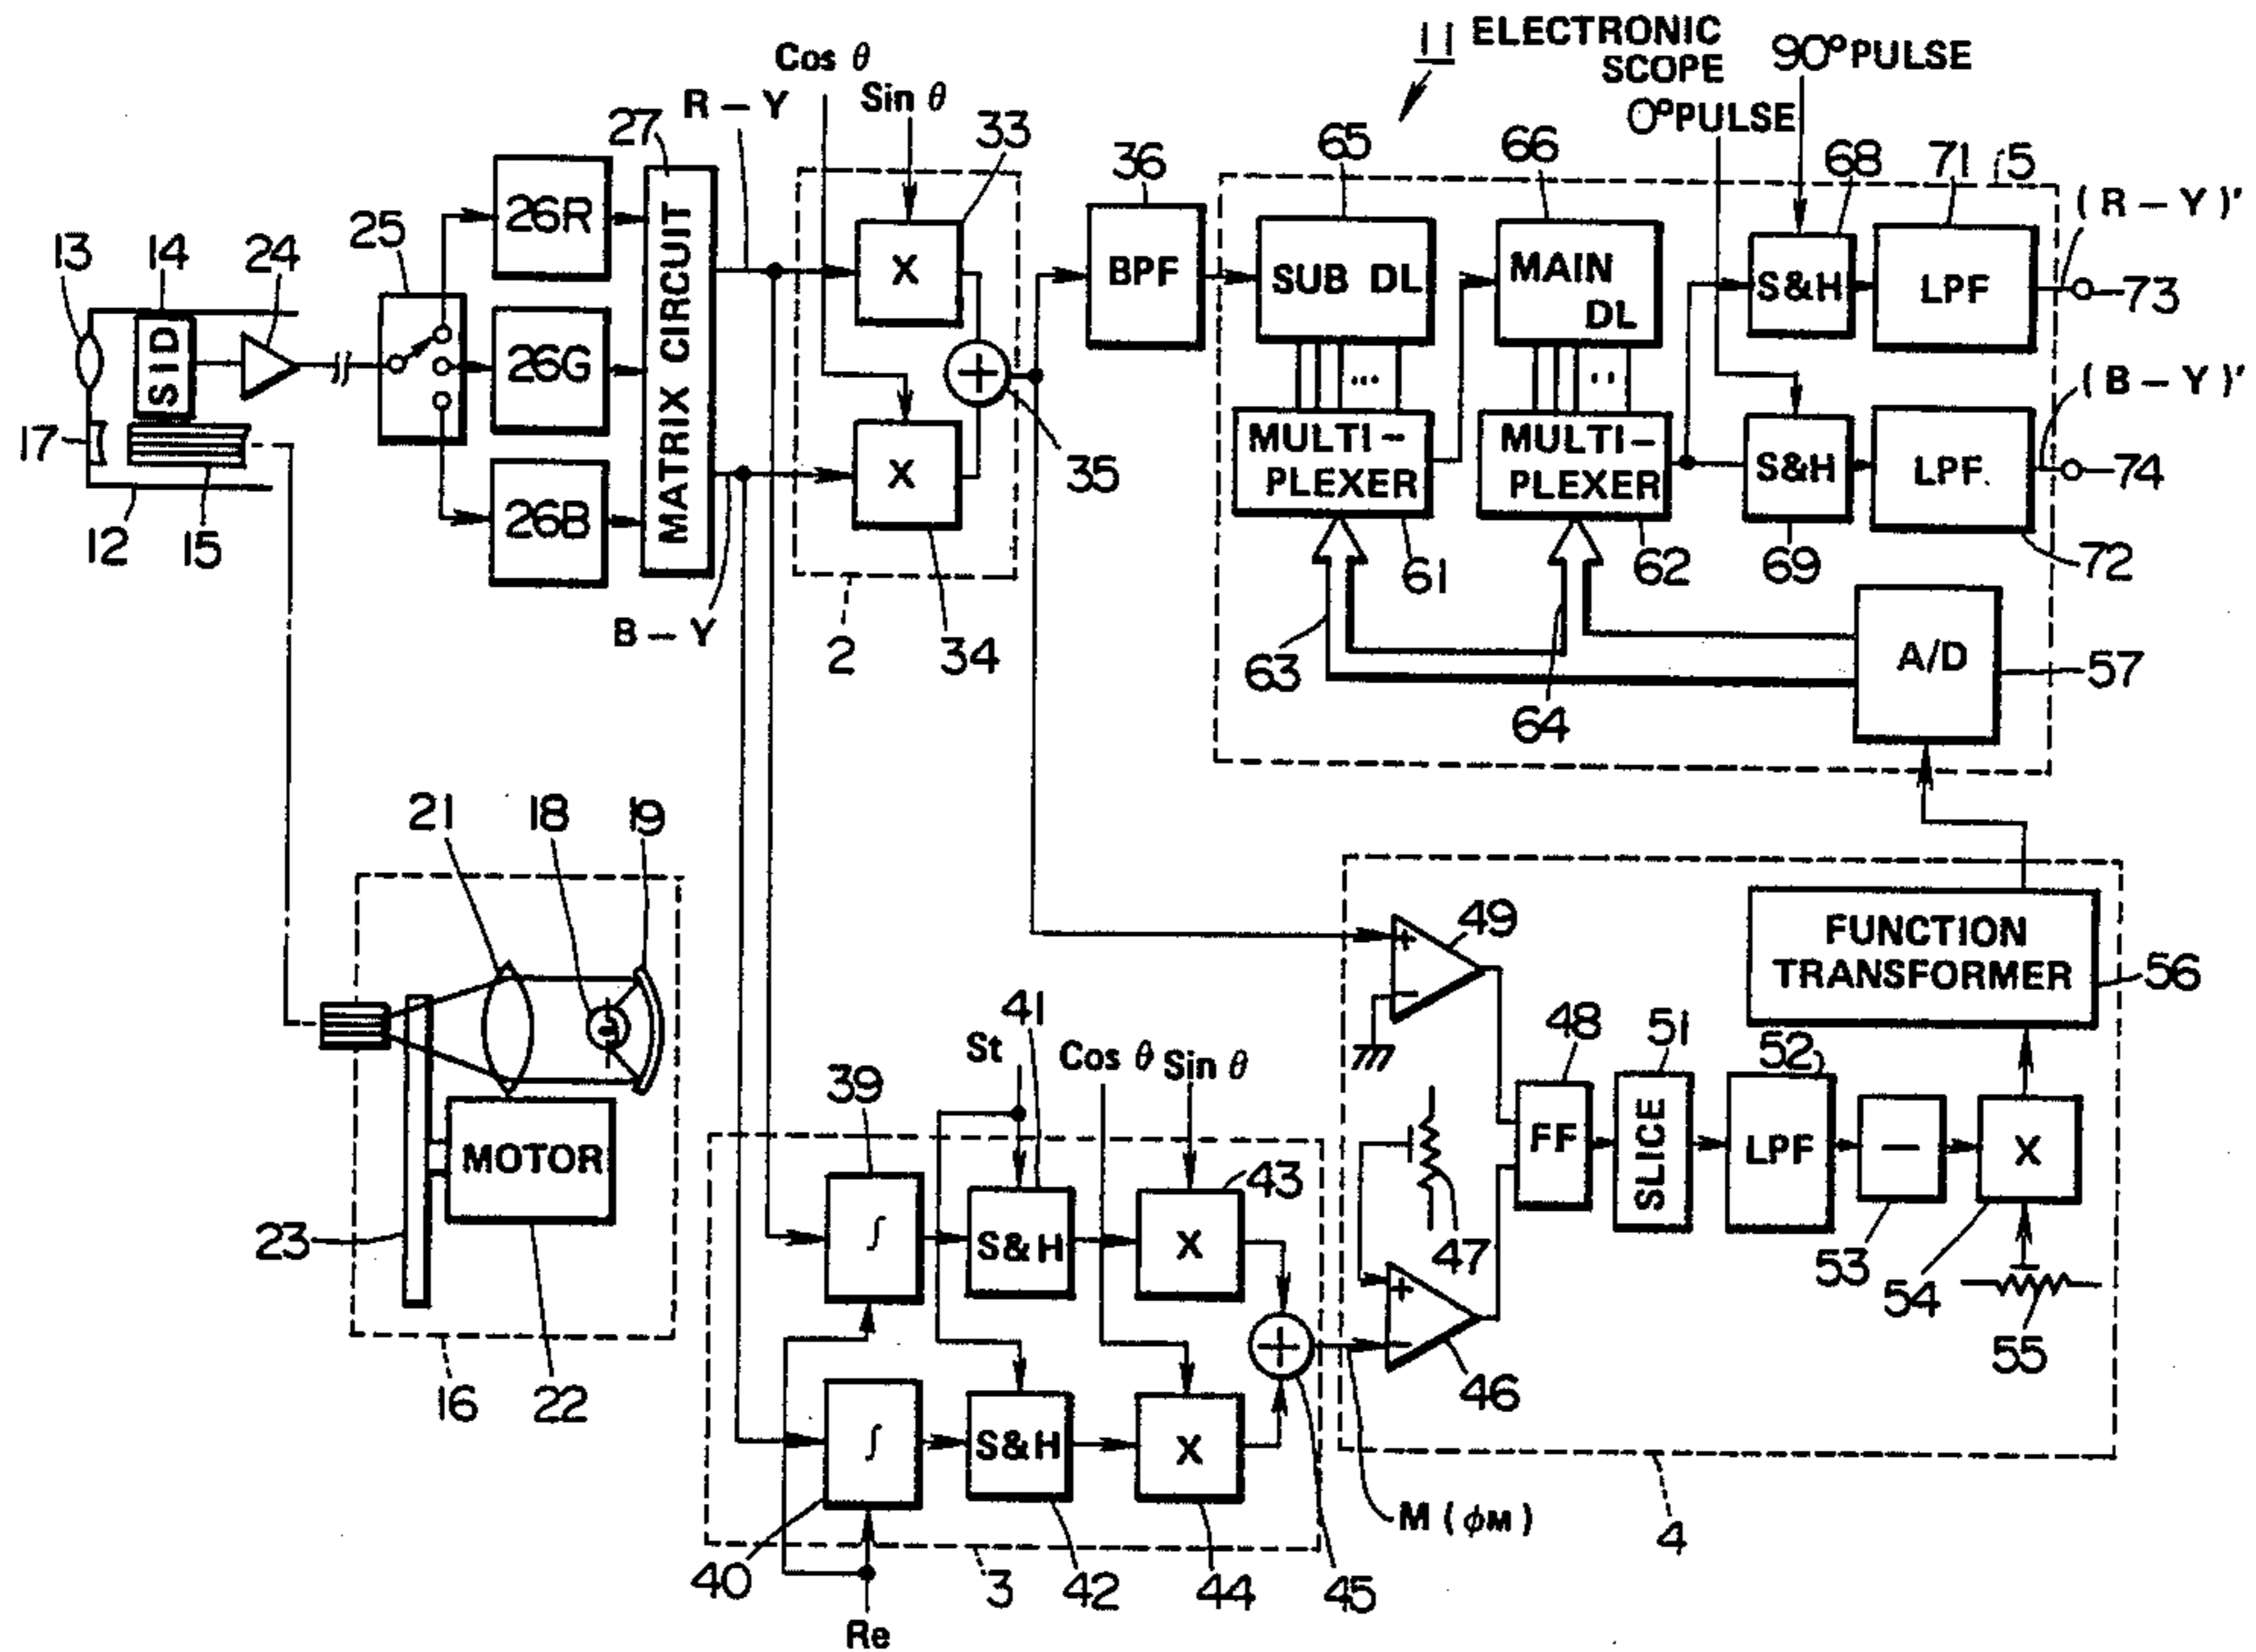 11 ELECTRONIC
SCOPE
90° PULSE
0° PULSE
Cos θ
Sin θ
R – Y
27
33
36
65
66
68
71
5
(R – Y)'
13
14
24
25
26R
26G
26B
MATRIX CIRCUIT
X
X
+
35
BPF
SUB DL
MAIN
DL
S&H
LPF
73
SID
17
12
15
MULTI–
PLEXER
...
MULTI–
PLEXER
..
S&H
LPF
(B – Y)'
74
B – Y
2
34
61
62
69
72
63
64
A/D
57
21
18
19
MOTOR
23
16
22
49
+
–
FUNCTION
TRANSFORMER
56
St
41
Cos θ
Sin θ
39
43
48
51
52
∫
S&H
X
47
FF
SLICE
LPF
–
X
53
54
55
∫
S&H
X
+
+
–
46
40
3
42
44
45
M (φM)
4
Re